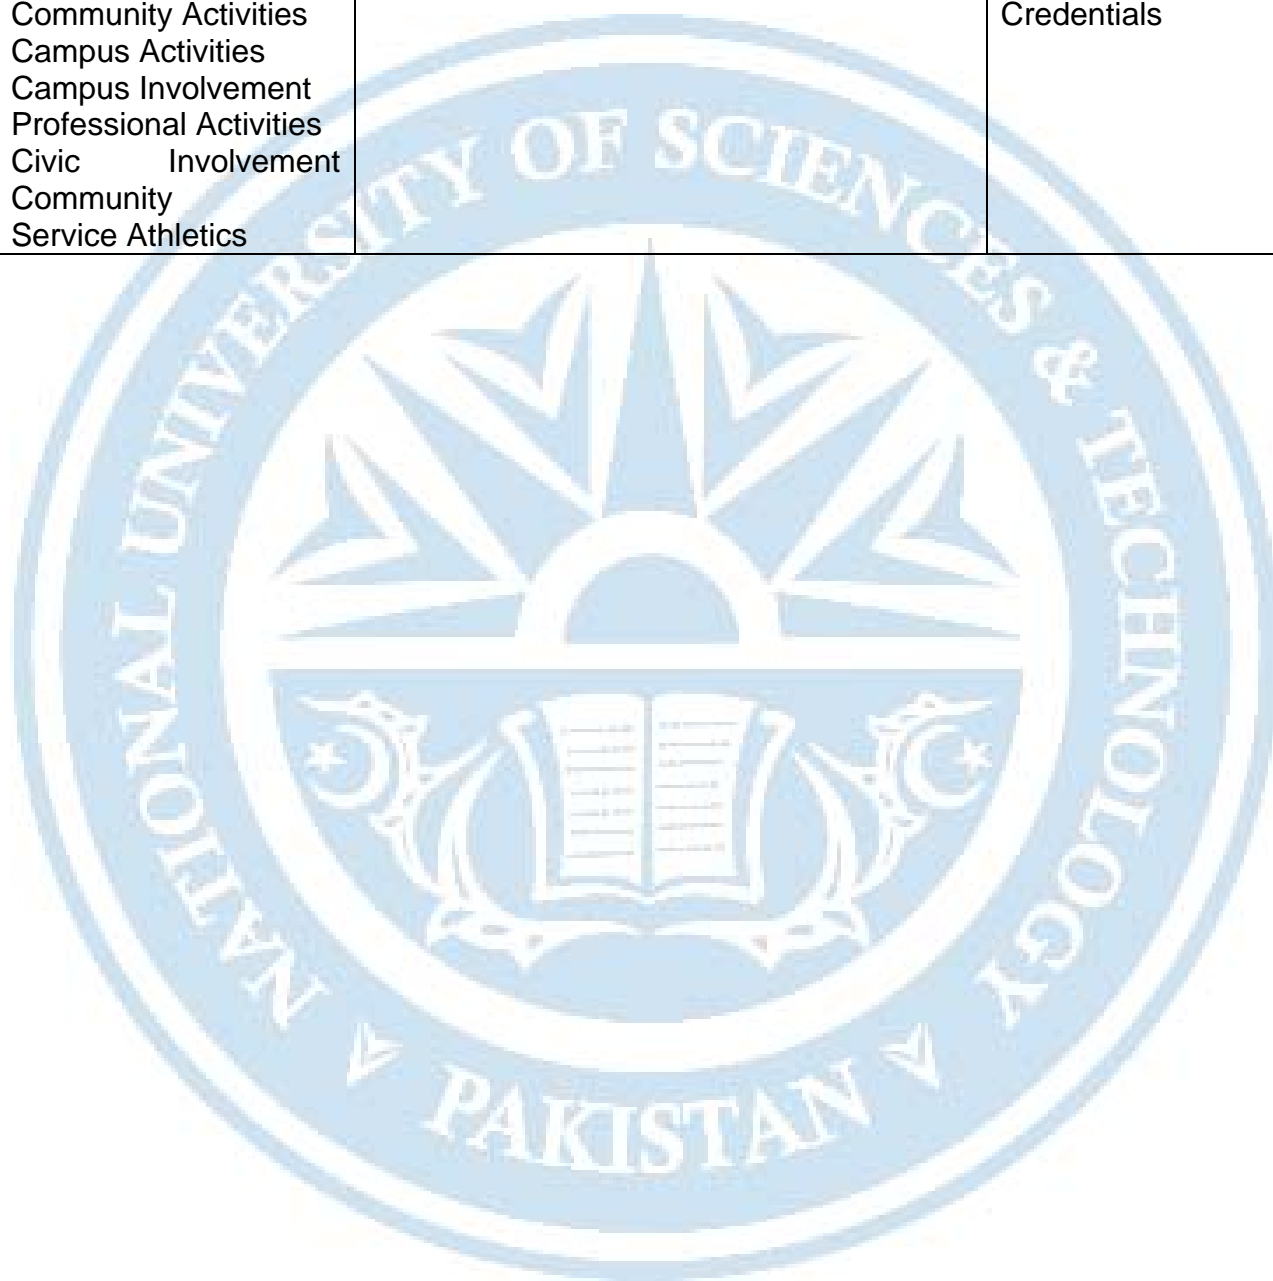 Community Activities
Campus Activities
Campus Involvement
Professional Activities
Civic Involvement
Community
Service Athletics
Credentials
NATIONAL UNIVERSITY OF SCIENCES & TECHNOLOGY
PAKISTAN